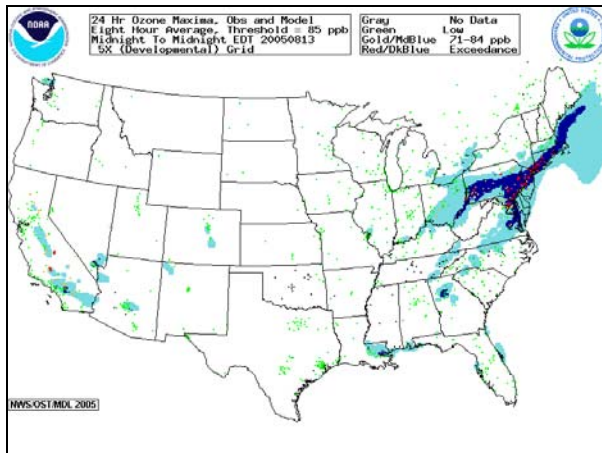 24 Hr Ozone Maxima, Obs and Model
Eight Hour Average, Threshold = 85 ppb
Midnight To Midnight EDT 20050813
5X (Developmental) Grid
Gray No Data
Green Low
Gold/MdBlue 71-84 ppb
Red/DkBlue Exceedance
NOAA
NWS/OST/MDL 2005